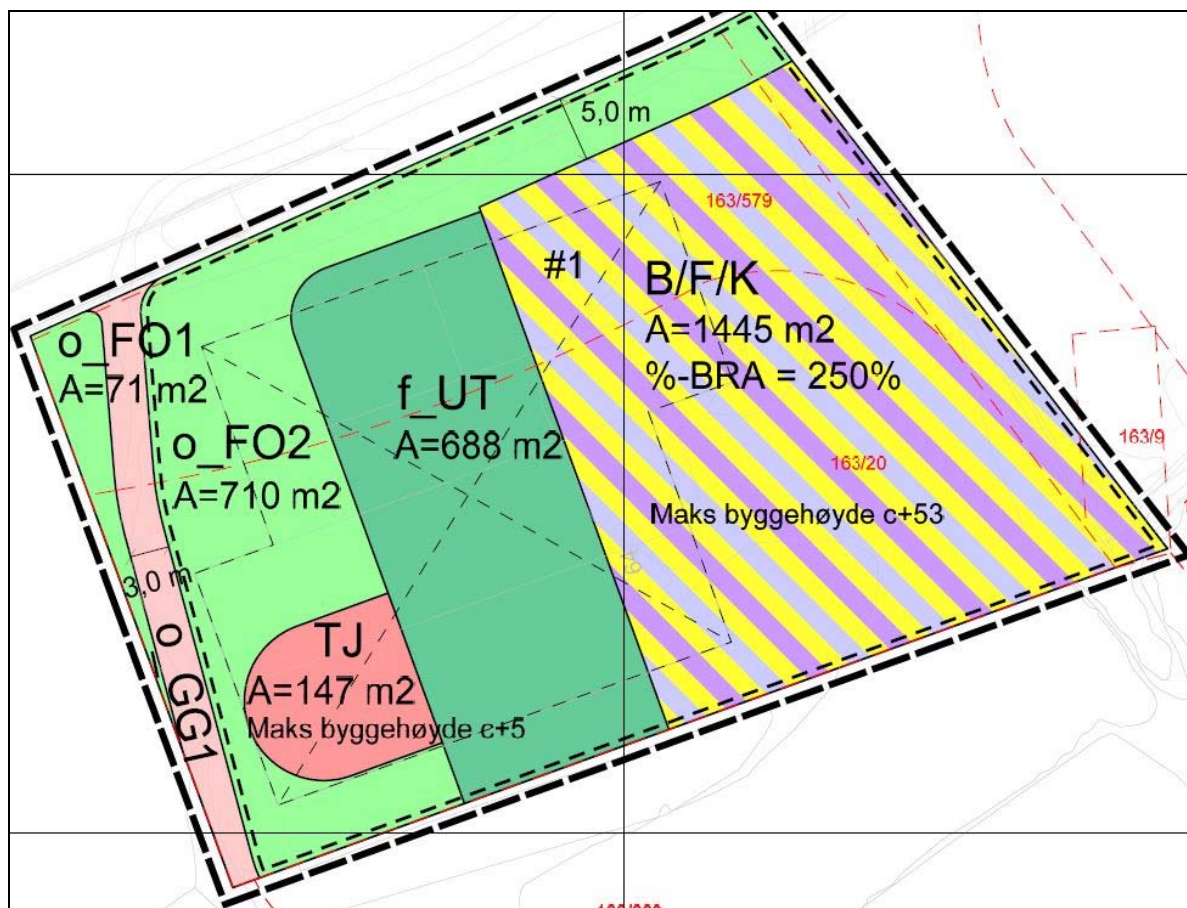 5,0 m
163/579
#1
B/F/K
A=1445 m2
%-BRA = 250%
o_FO1
A=71 m2
f_UT
A=688 m2
o_FO2
A=710 m2
163/9
163/20
Maks byggehøyde c+53
3,0 m
o GG1
TJ
A=147 m2
Maks byggehøyde c+5